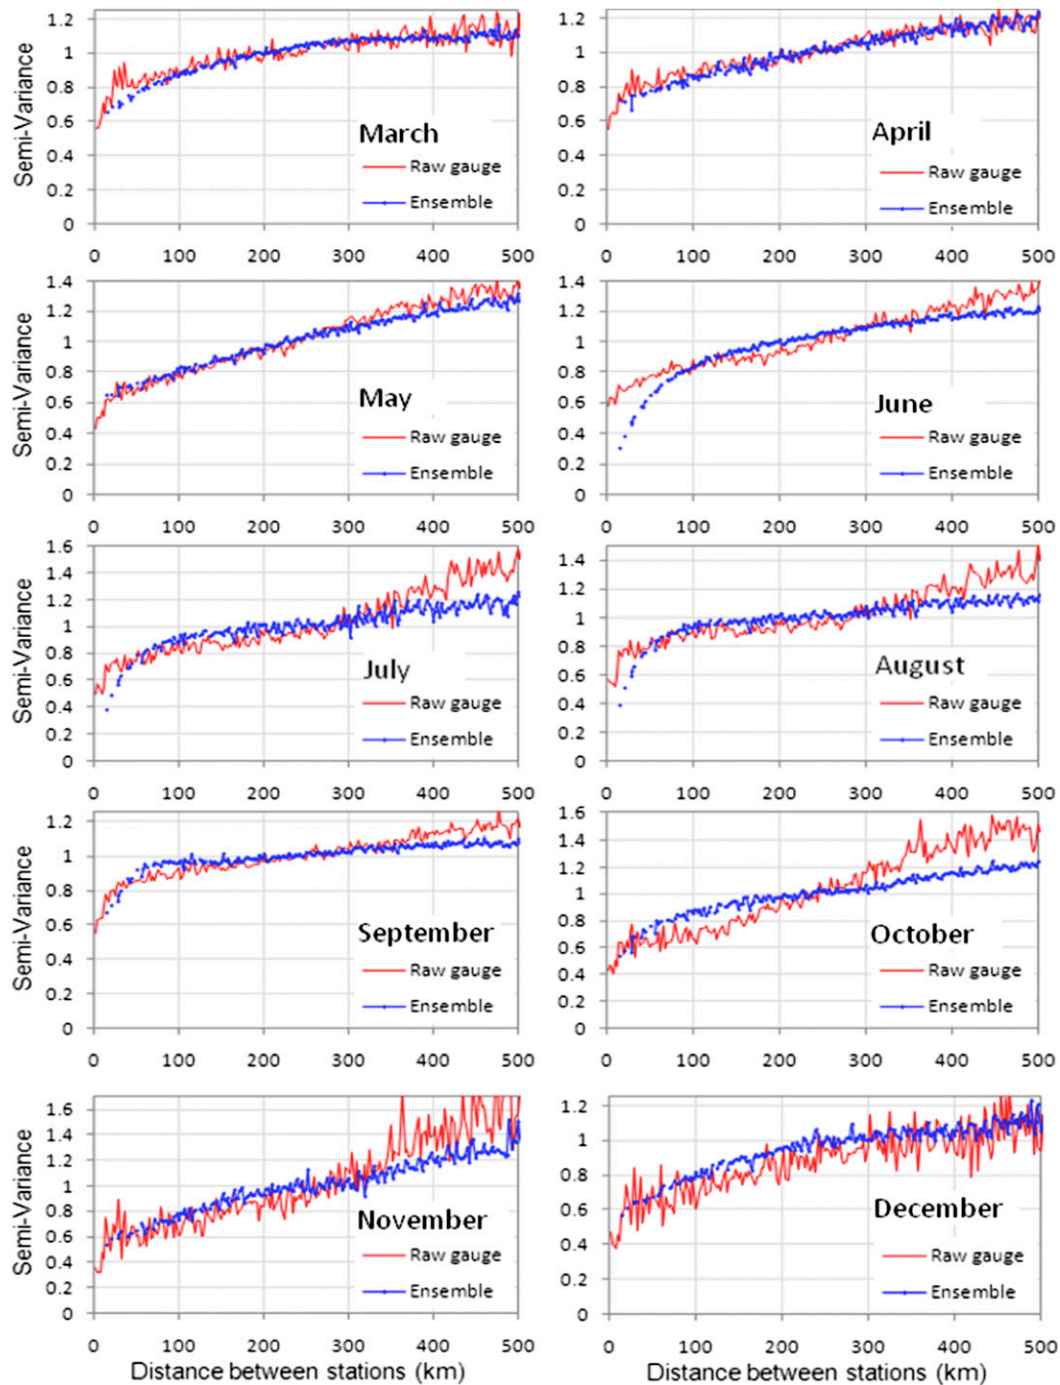 Semi-Variance
1.2
1
0.8
0.6
0.4
0.2
0
March
Raw gauge
Ensemble
0 100 200 300 400 500
1.2
1
0.8
0.6
0.4
0.2
0
April
Raw gauge
Ensemble
0 100 200 300 400 500
Semi-Variance
1.4
1.2
1
0.8
0.6
0.4
0.2
0
May
Raw gauge
Ensemble
0 100 200 300 400 500
1.4
1.2
1
0.8
0.6
0.4
0.2
0
June
Raw gauge
Ensemble
0 100 200 300 400 500
Semi-Variance
1.6
1.4
1.2
1
0.8
0.6
0.4
0.2
0
July
Raw gauge
Ensemble
0 100 200 300 400 500
1.4
1.2
1
0.8
0.6
0.4
0.2
0
August
Raw gauge
Ensemble
0 100 200 300 400 500
Semi-Variance
1.2
1
0.8
0.6
0.4
0.2
0
September
Raw gauge
Ensemble
0 100 200 300 400 500
1.6
1.4
1.2
1
0.8
0.6
0.4
0.2
0
October
Raw gauge
Ensemble
0 100 200 300 400 500
Semi-Variance
1.6
1.4
1.2
1
0.8
0.6
0.4
0.2
0
November
Raw gauge
Ensemble
0 100 200 300 400 500
Distance between stations (km)
1.2
1
0.8
0.6
0.4
0.2
0
December
Raw gauge
Ensemble
0 100 200 300 400 500
Distance between stations (km)